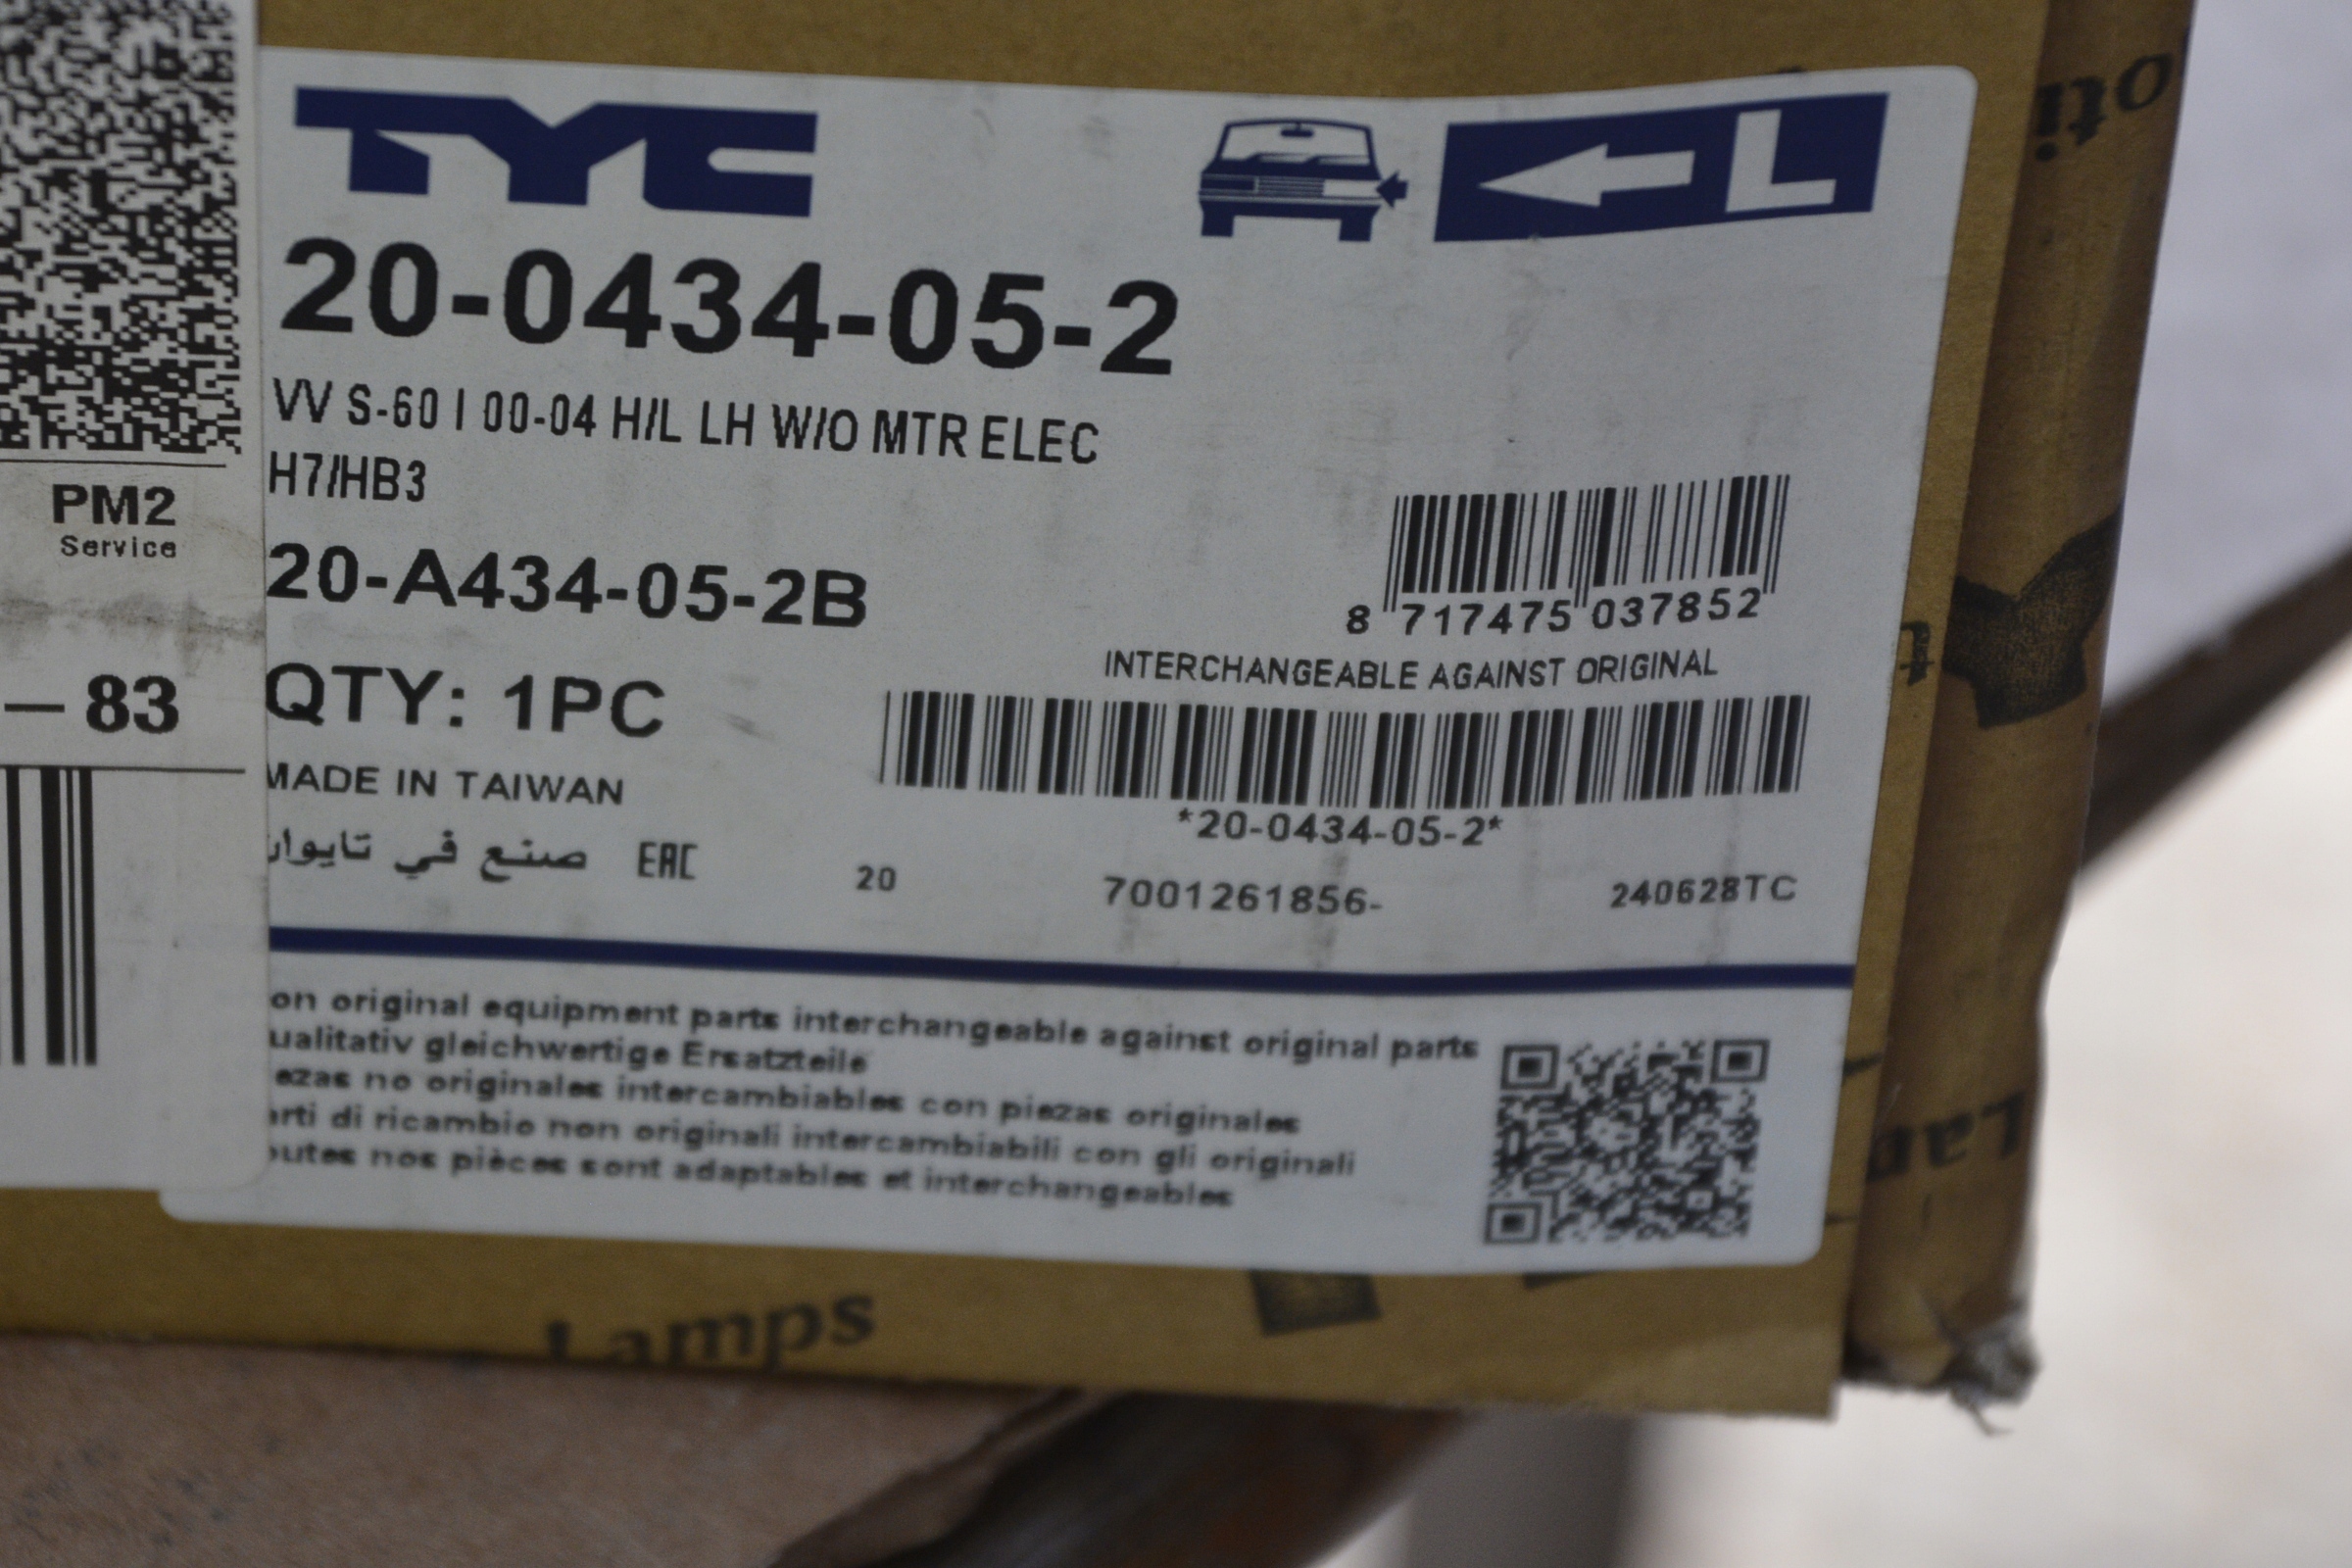 TYC
L
20-0434-05-2
VV S-60 I 00-04 H/L LH W/O MTR ELEC
H7/HB3
PM2
Service
20-A434-05-2B
8 717475 037852
INTERCHANGEABLE AGAINST ORIGINAL
– 83
QTY: 1PC
*20-0434-05-2*
MADE IN TAIWAN
صنع في تايوان EAC
20 7001261856- 240628TC
on original equipment parts interchangeable against original parts
ualitativ gleichwertige Ersatzteile
ezas no originales intercambiables con piezas originales
arti di ricambio non originali intercambiabili con gli originali
outes nos pièces sont adaptables et interchangeables
Lamps